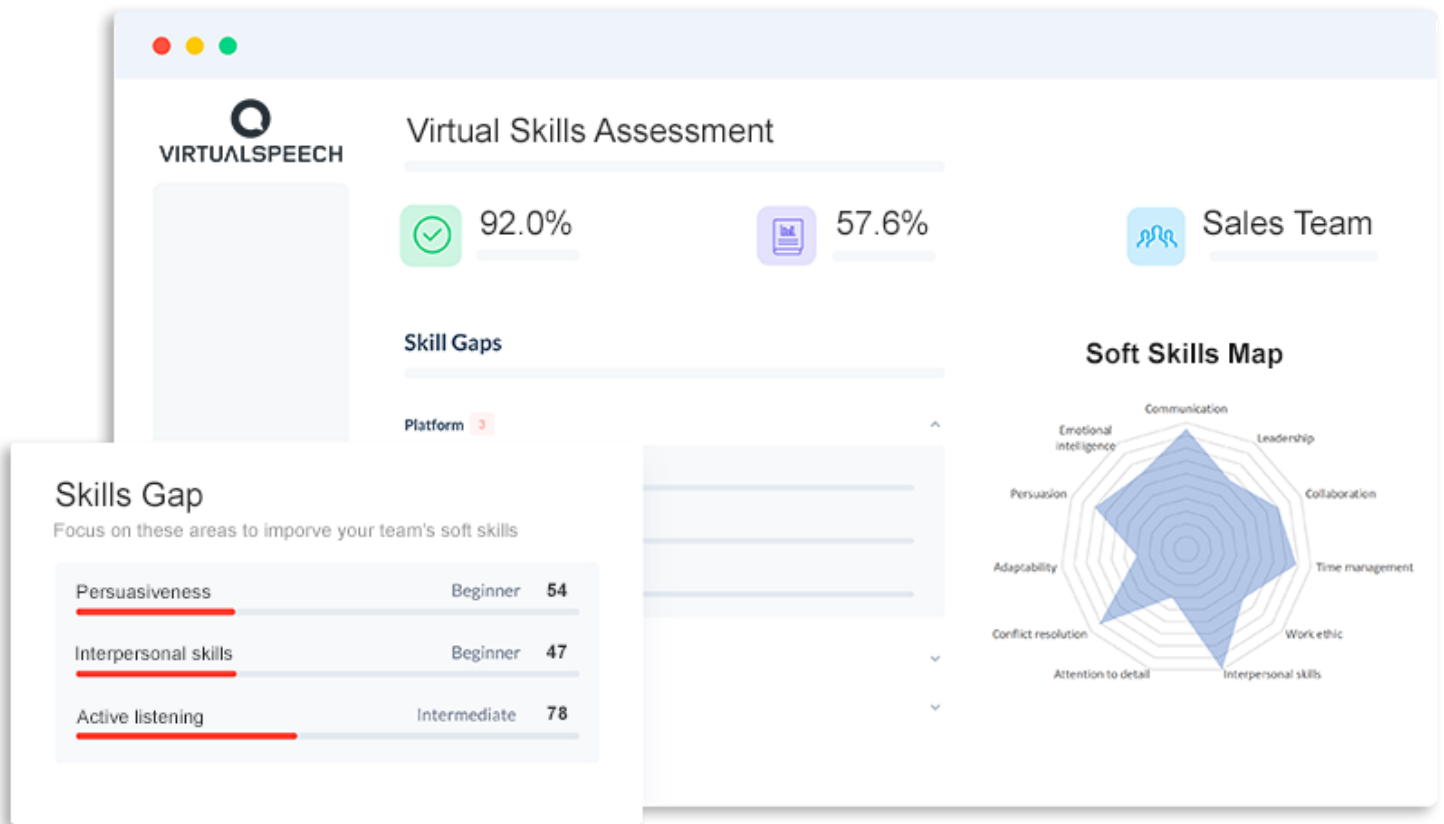 VIRTUALSPEECH
Virtual Skills Assessment
92.0%
57.6%
Sales Team
Skill Gaps
Platform 3
Soft Skills Map
Communication
Leadership
Collaboration
Time management
Work ethic
Interpersonal skills
Attention to detail
Conflict resolution
Adaptability
Persuasion
Emotional
intelligence
Skills Gap
Focus on these areas to imporve your team's soft skills
Persuasiveness Beginner 54
Interpersonal skills Beginner 47
Active listening Intermediate 78